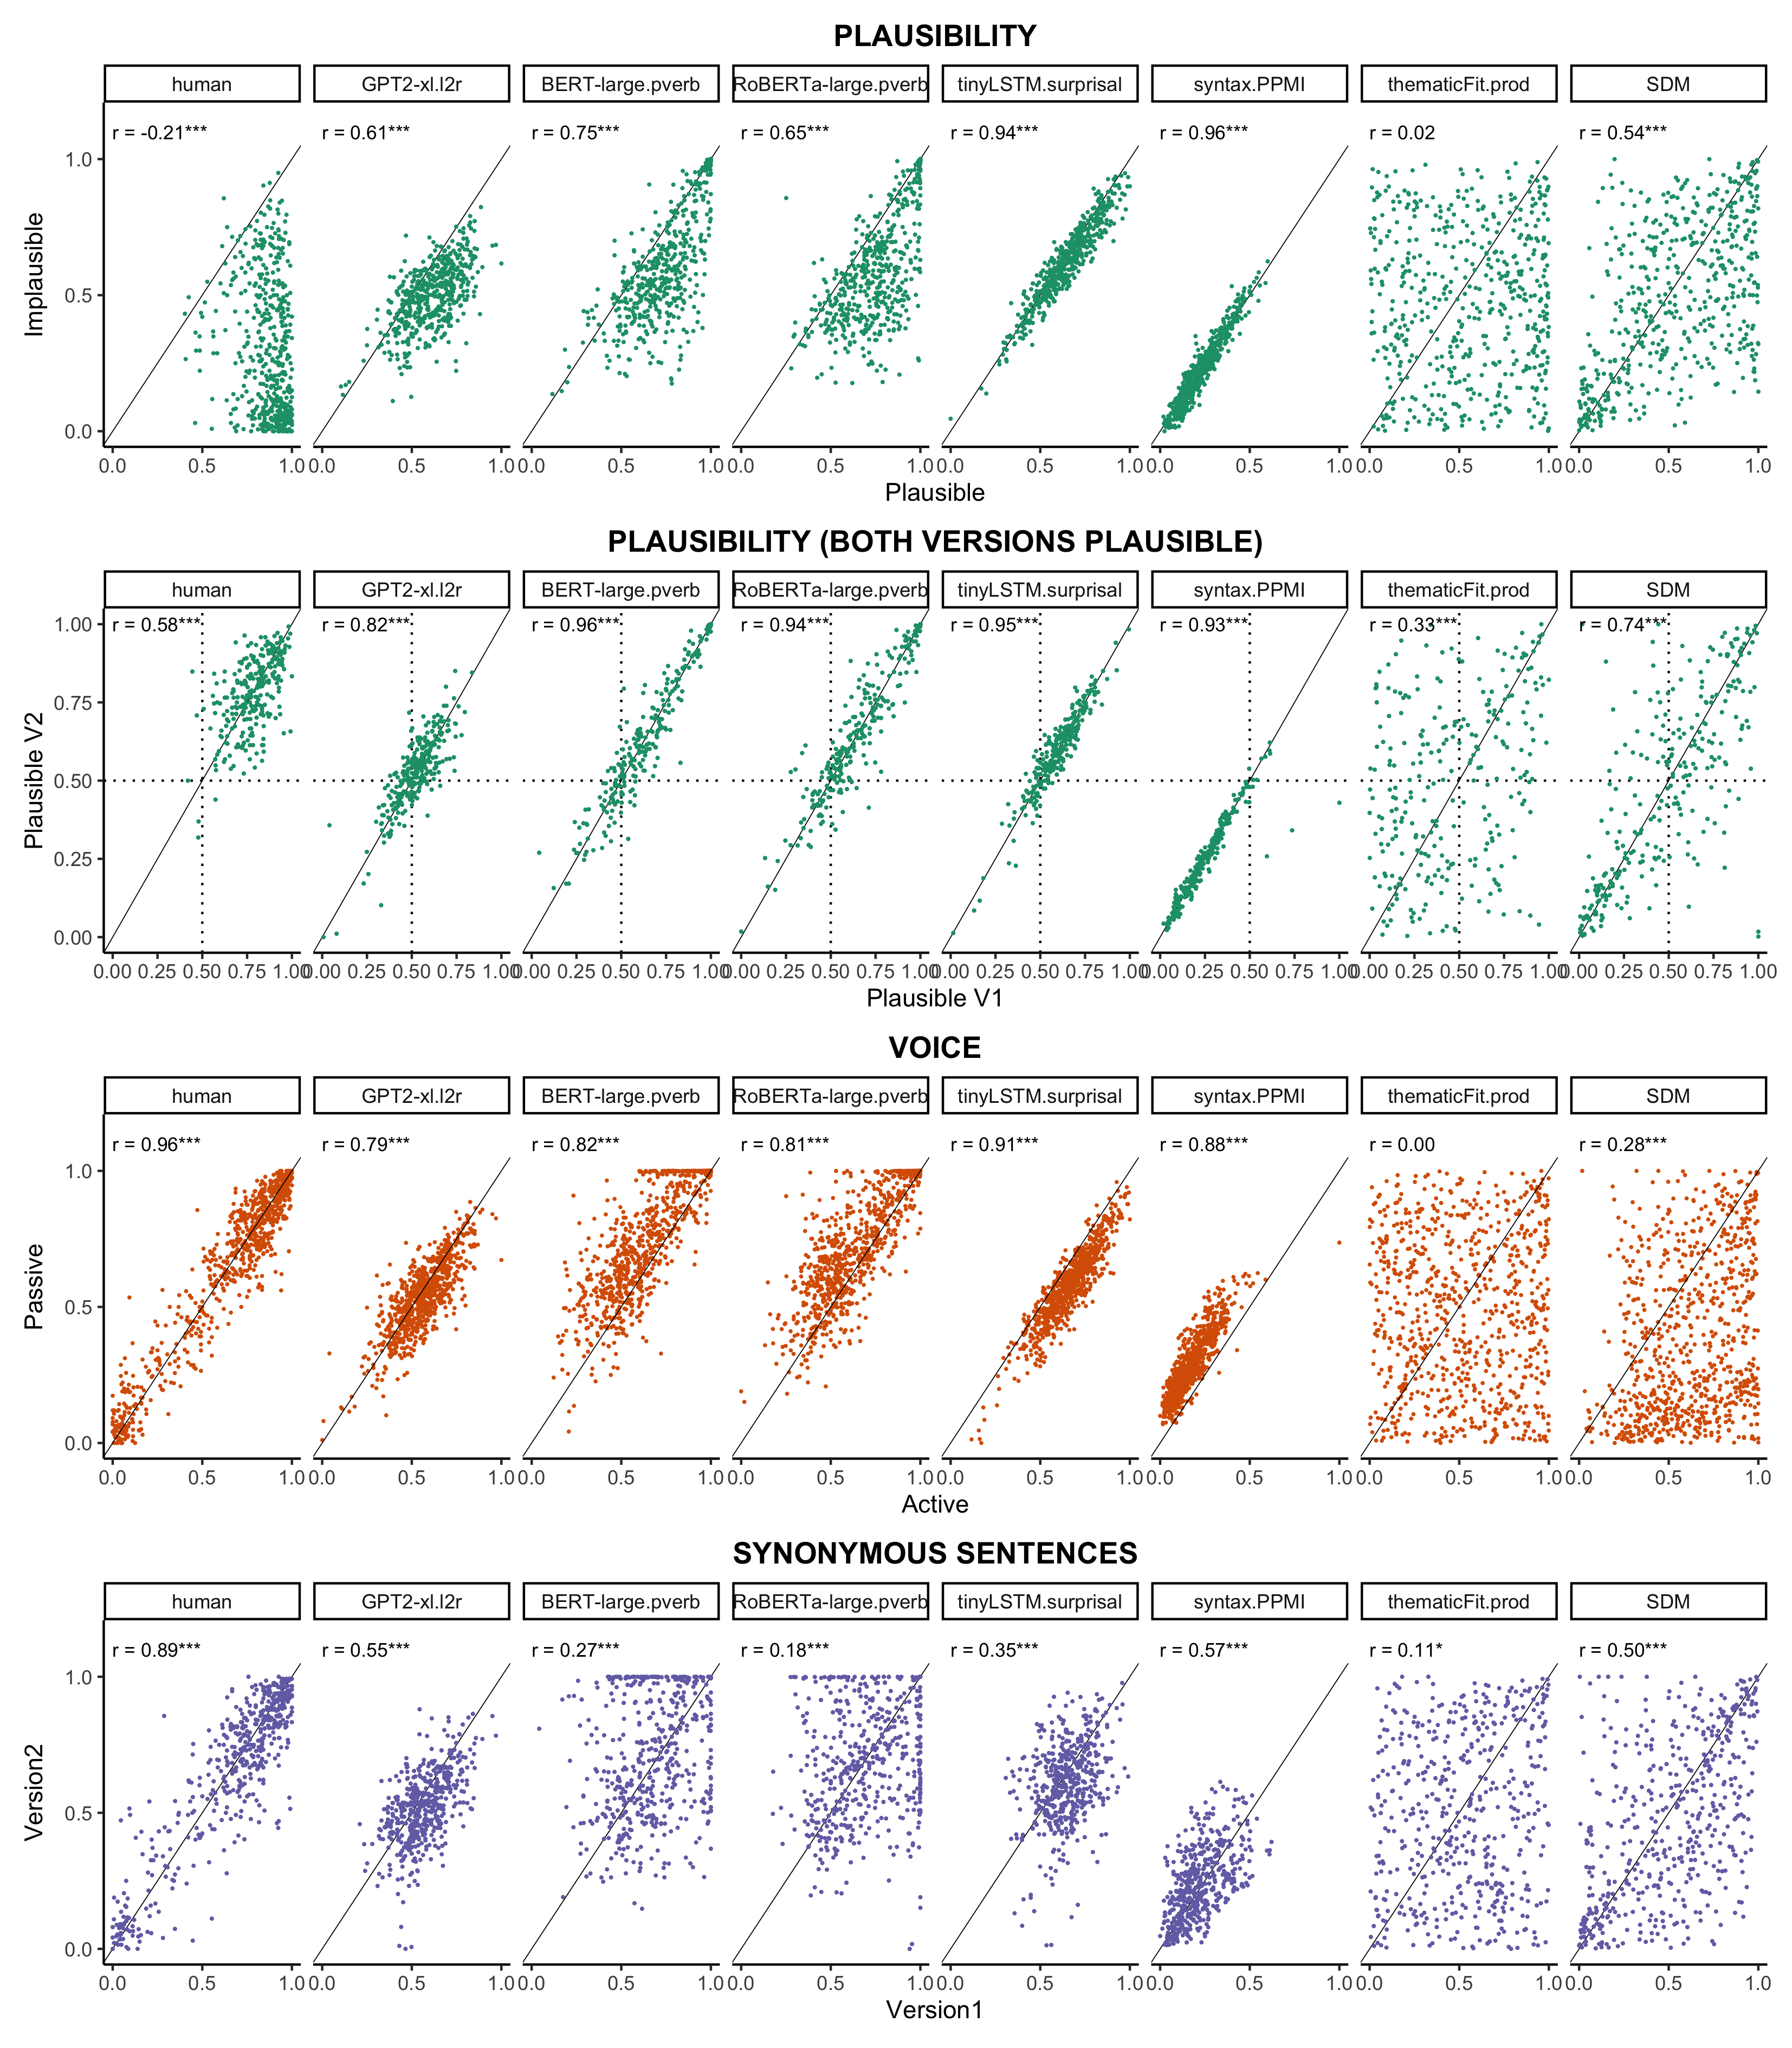 PLAUSIBILITY
human GPT2-xl.l2r BERT-large.pverb RoBERTa-large.pverb tinyLSTM.surprisal syntax.PPMI thematicFit.prod SDM
r = -0.21*** r = 0.61*** r = 0.75*** r = 0.65*** r = 0.94*** r = 0.96*** r = 0.02 r = 0.54***
1.0
0.5
0.0
Implausible
0.0 0.5 1.0 0.0 0.5 1.0 0.0 0.5 1.0 0.0 0.5 1.0 0.0 0.5 1.0 0.0 0.5 1.0 0.0 0.5 1.0 0.0 0.5 1.0
Plausible
PLAUSIBILITY (BOTH VERSIONS PLAUSIBLE)
human GPT2-xl.l2r BERT-large.pverb RoBERTa-large.pverb tinyLSTM.surprisal syntax.PPMI thematicFit.prod SDM
r = 0.58*** r = 0.82*** r = 0.96*** r = 0.94*** r = 0.95*** r = 0.93*** r = 0.33*** r = 0.74***
1.00
0.75
0.50
0.25
0.00
Plausible V2
0.00 0.25 0.50 0.75 1.00 0.00 0.25 0.50 0.75 1.00 0.00 0.25 0.50 0.75 1.00 0.00 0.25 0.50 0.75 1.00 0.00 0.25 0.50 0.75 1.00 0.00 0.25 0.50 0.75 1.00 0.00 0.25 0.50 0.75 1.00 0.00 0.25 0.50 0.75 1.00
Plausible V1
VOICE
human GPT2-xl.l2r BERT-large.pverb RoBERTa-large.pverb tinyLSTM.surprisal syntax.PPMI thematicFit.prod SDM
r = 0.96*** r = 0.79*** r = 0.82*** r = 0.81*** r = 0.91*** r = 0.88*** r = 0.00 r = 0.28***
1.0
0.5
0.0
Passive
0.0 0.5 1.0 0.0 0.5 1.0 0.0 0.5 1.0 0.0 0.5 1.0 0.0 0.5 1.0 0.0 0.5 1.0 0.0 0.5 1.0 0.0 0.5 1.0
Active
SYNONYMOUS SENTENCES
human GPT2-xl.l2r BERT-large.pverb RoBERTa-large.pverb tinyLSTM.surprisal syntax.PPMI thematicFit.prod SDM
r = 0.89*** r = 0.55*** r = 0.27*** r = 0.18*** r = 0.35*** r = 0.57*** r = 0.11* r = 0.50***
1.0
0.5
0.0
Version2
0.0 0.5 1.0 0.0 0.5 1.0 0.0 0.5 1.0 0.0 0.5 1.0 0.0 0.5 1.0 0.0 0.5 1.0 0.0 0.5 1.0 0.0 0.5 1.0
Version1